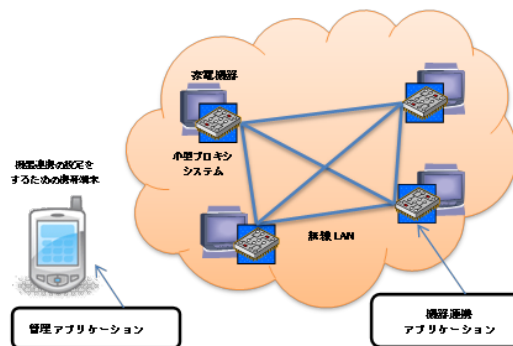 家電機器
小型プロキシ
システム
機器連携の設定を
するための携帯端末
無線 LAN
管理アプリケーション
機器連携
アプリケーション